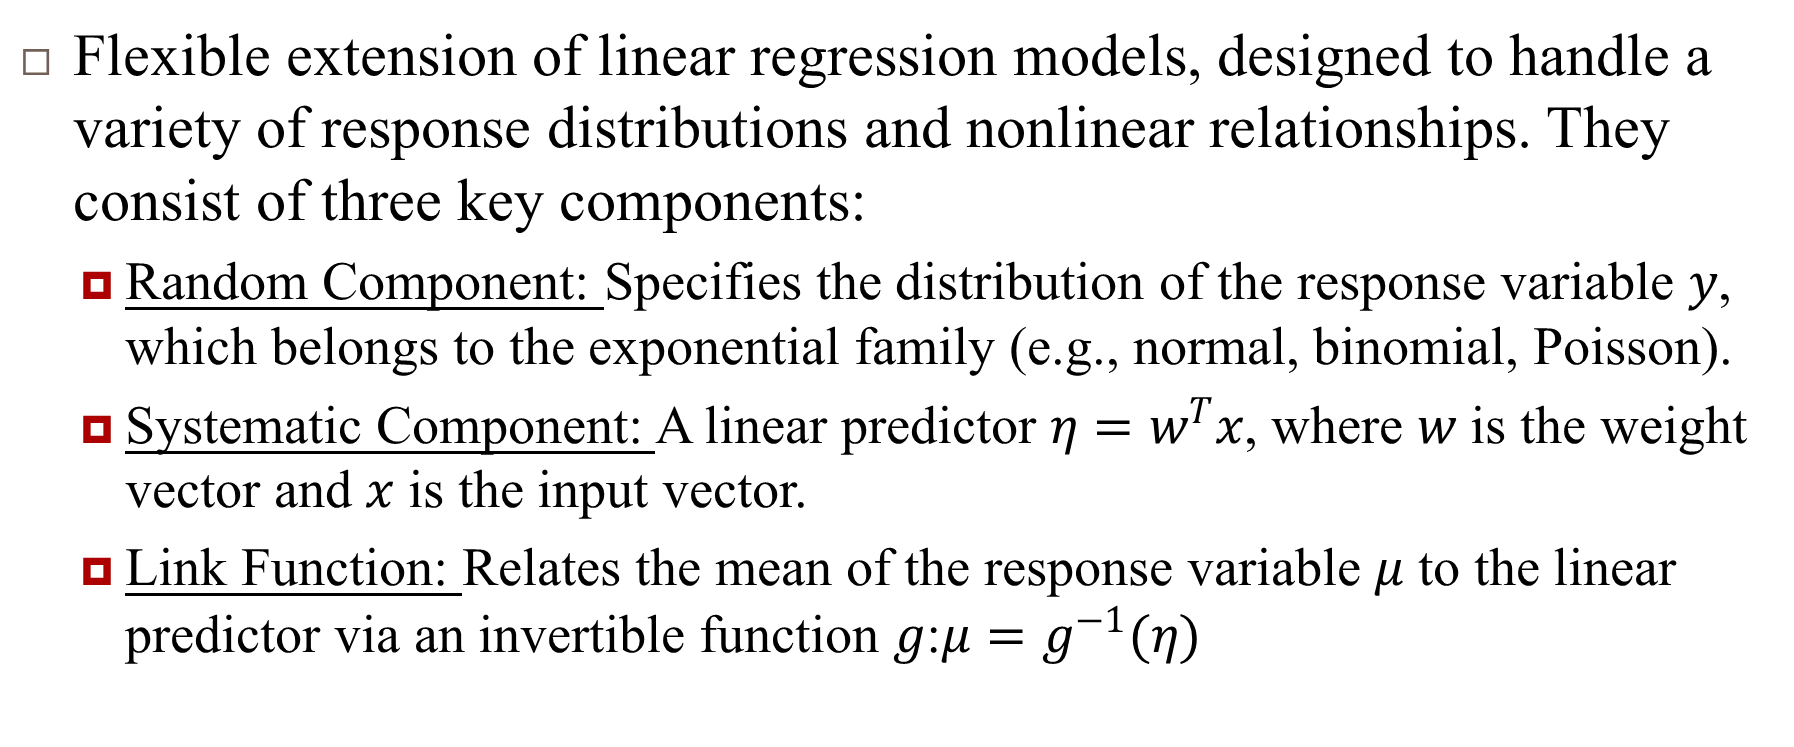 Flexible extension of linear regression models, designed to handle a
variety of response distributions and nonlinear relationships. They
consist of three key components:
Random Component: Specifies the distribution of the response variable y,
which belongs to the exponential family (e.g., normal, binomial, Poisson).
Systematic Component: A linear predictor η = wᵀx, where w is the weight
vector and x is the input vector.
Link Function: Relates the mean of the response variable μ to the linear
predictor via an invertible function g:μ = g⁻¹(η)